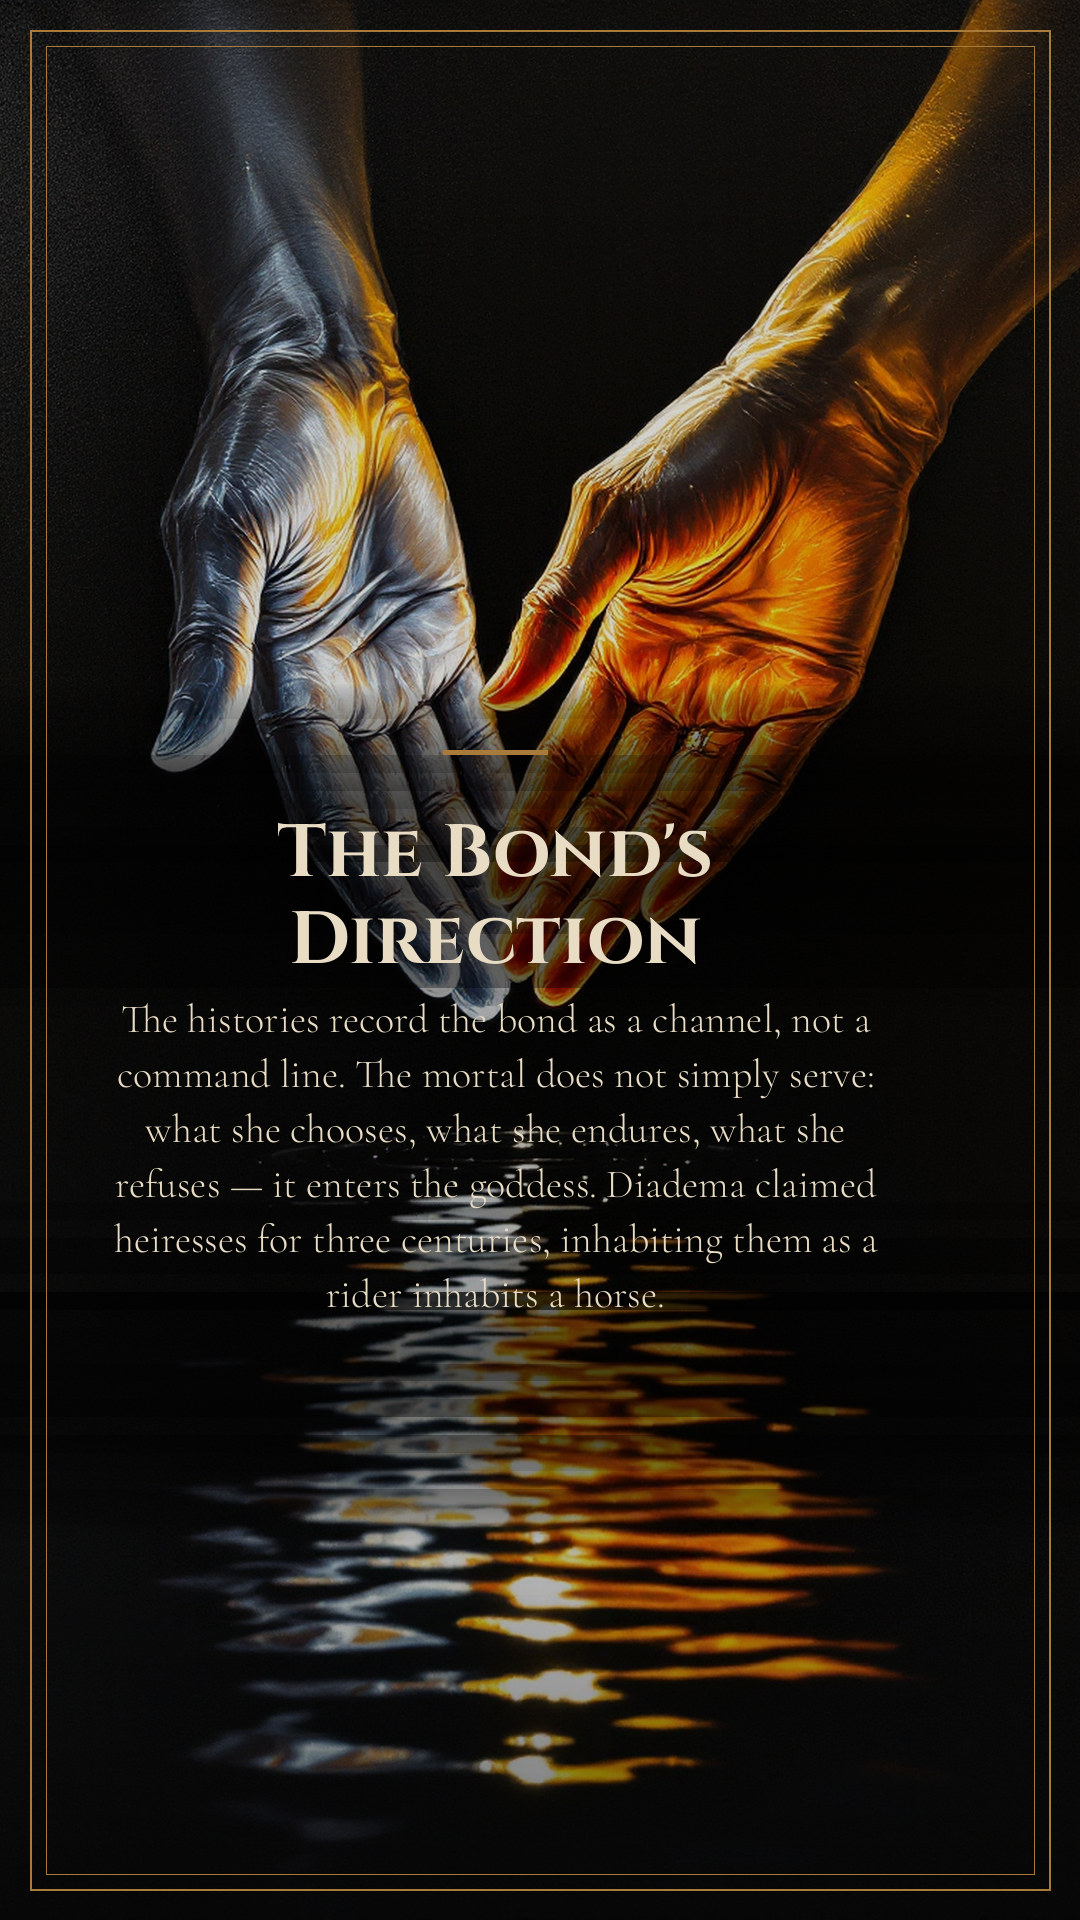 The Bond's
Direction
The histories record the bond as a channel, not a
command line. The mortal does not simply serve:
what she chooses, what she endures, what she
refuses — it enters the goddess. Diadema claimed
heiresses for three centuries, inhabiting them as a
rider inhabits a horse.